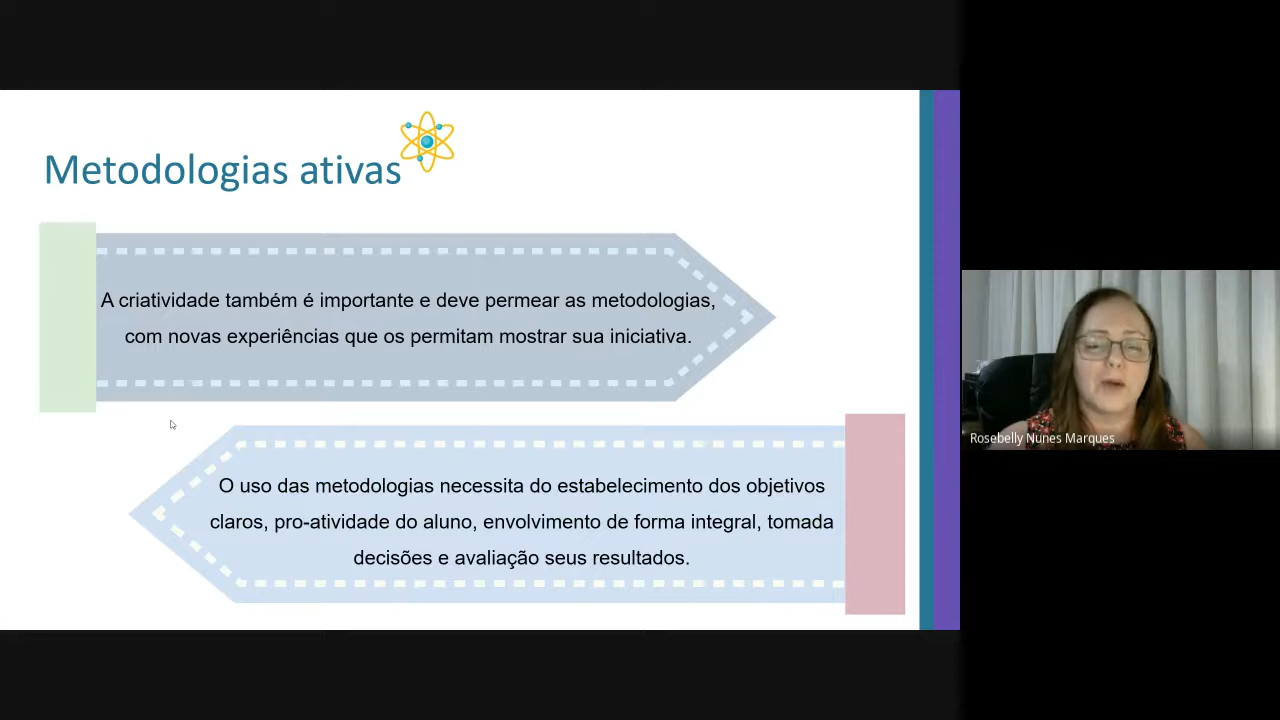 Metodologias ativas
A criatividade também é importante e deve permear as metodologias,
com novas experiências que os permitam mostrar sua iniciativa.
O uso das metodologias necessita do estabelecimento dos objetivos
claros, pro-atividade do aluno, envolvimento de forma integral, tomada
decisões e avaliação seus resultados.
Rosebelly Nunes Marques